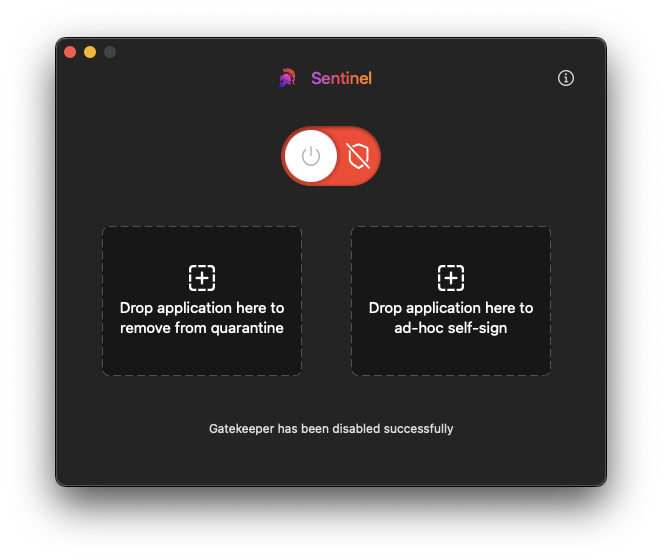 Sentinel
Drop application here to
remove from quarantine
Drop application here to
ad-hoc self-sign
Gatekeeper has been disabled successfully